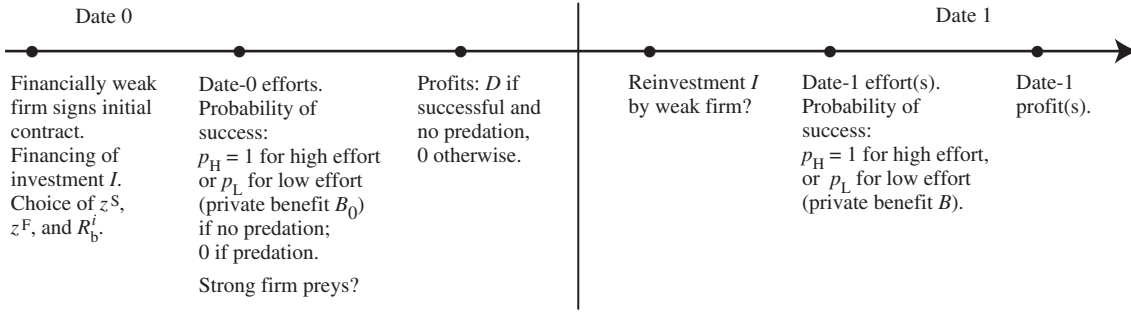 Date 0
Date 1
Financially weak
firm signs initial
contract.
Financing of
investment I.
Choice of zˢ,
zᶠ, and R_b^i.
Date-0 efforts.
Probability of
success:
p_H = 1 for high effort
or p_L for low effort
(private benefit B_0)
if no predation;
0 if predation.
Strong firm preys?
Profits: D if
successful and
no predation,
0 otherwise.
Reinvestment I
by weak firm?
Date-1 effort(s).
Probability of
success:
p_H = 1 for high effort,
or p_L for low effort
(private benefit B).
Date-1
profit(s).